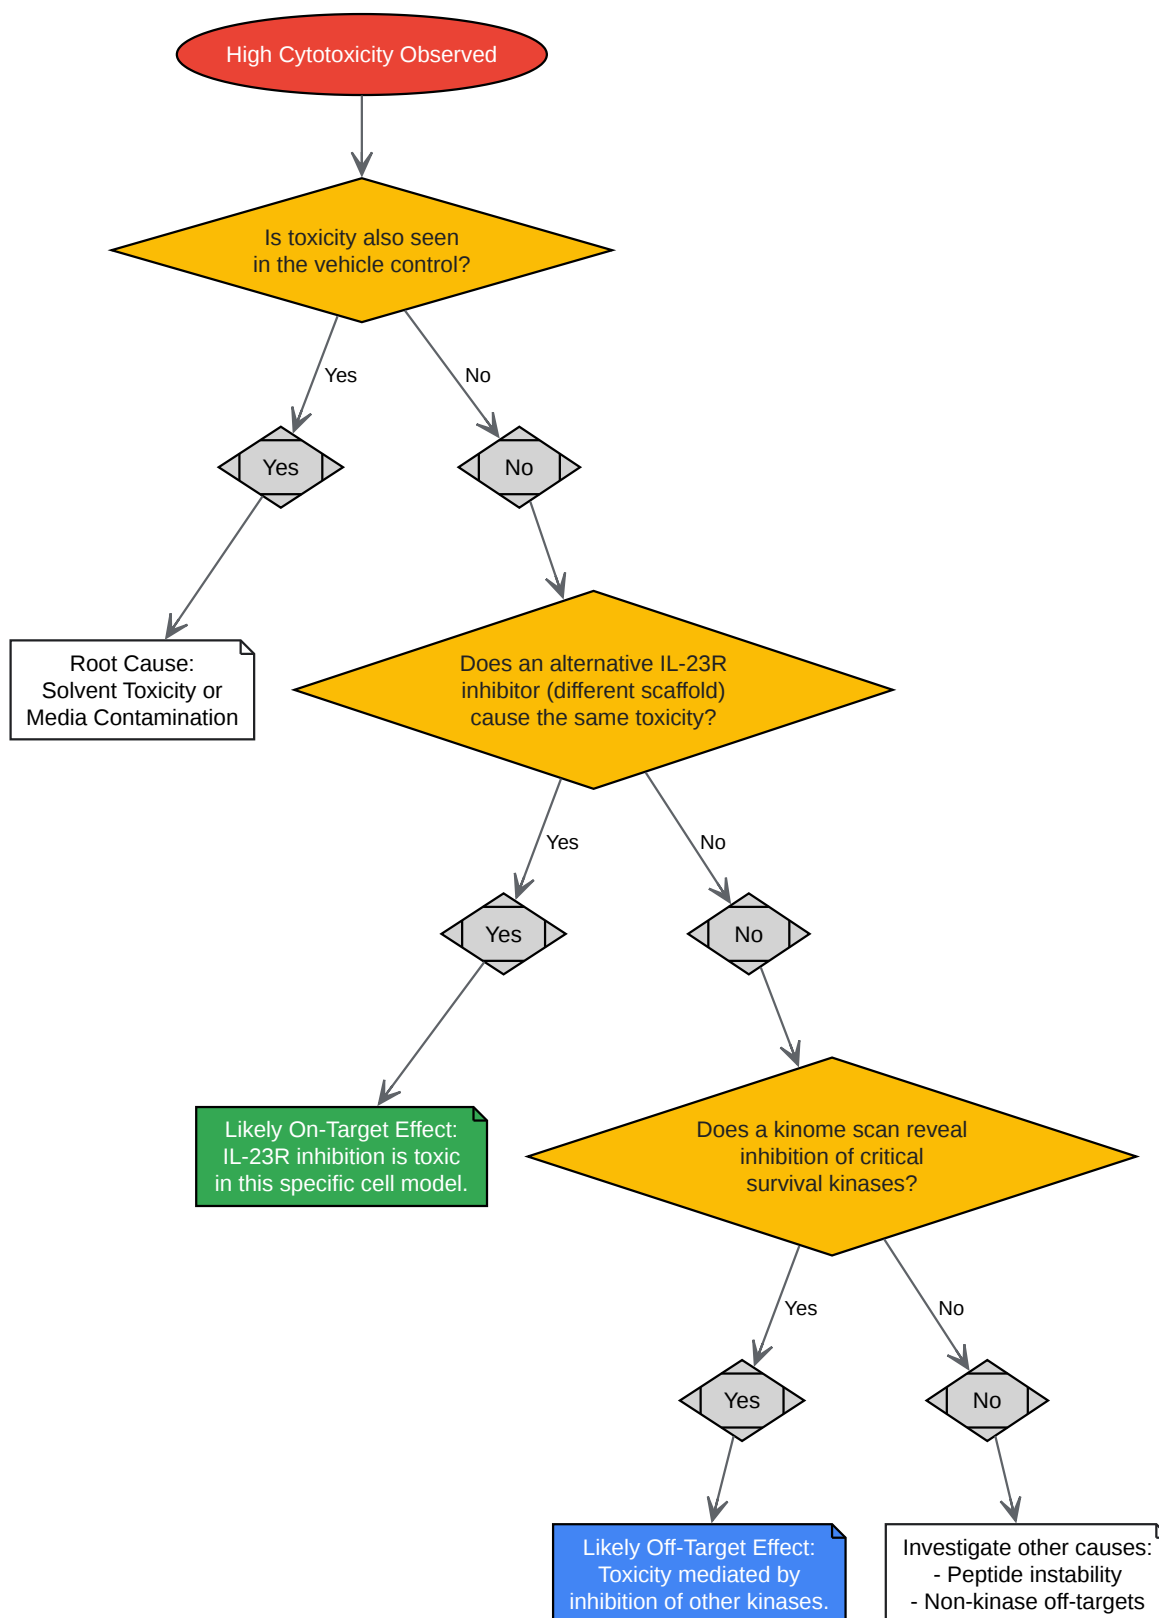 High Cytotoxicity Observed
Is toxicity also seen
in the vehicle control?
Yes
No
Yes
No
Root Cause:
Solvent Toxicity or
Media Contamination
Does an alternative IL-23R
inhibitor (different scaffold)
cause the same toxicity?
Yes
No
Yes
No
Likely On-Target Effect:
IL-23R inhibition is toxic
in this specific cell model.
Does a kinome scan reveal
inhibition of critical
survival kinases?
Yes
No
Yes
No
Likely Off-Target Effect:
Toxicity mediated by
inhibition of other kinases.
Investigate other causes:
- Peptide instability
- Non-kinase off-targets